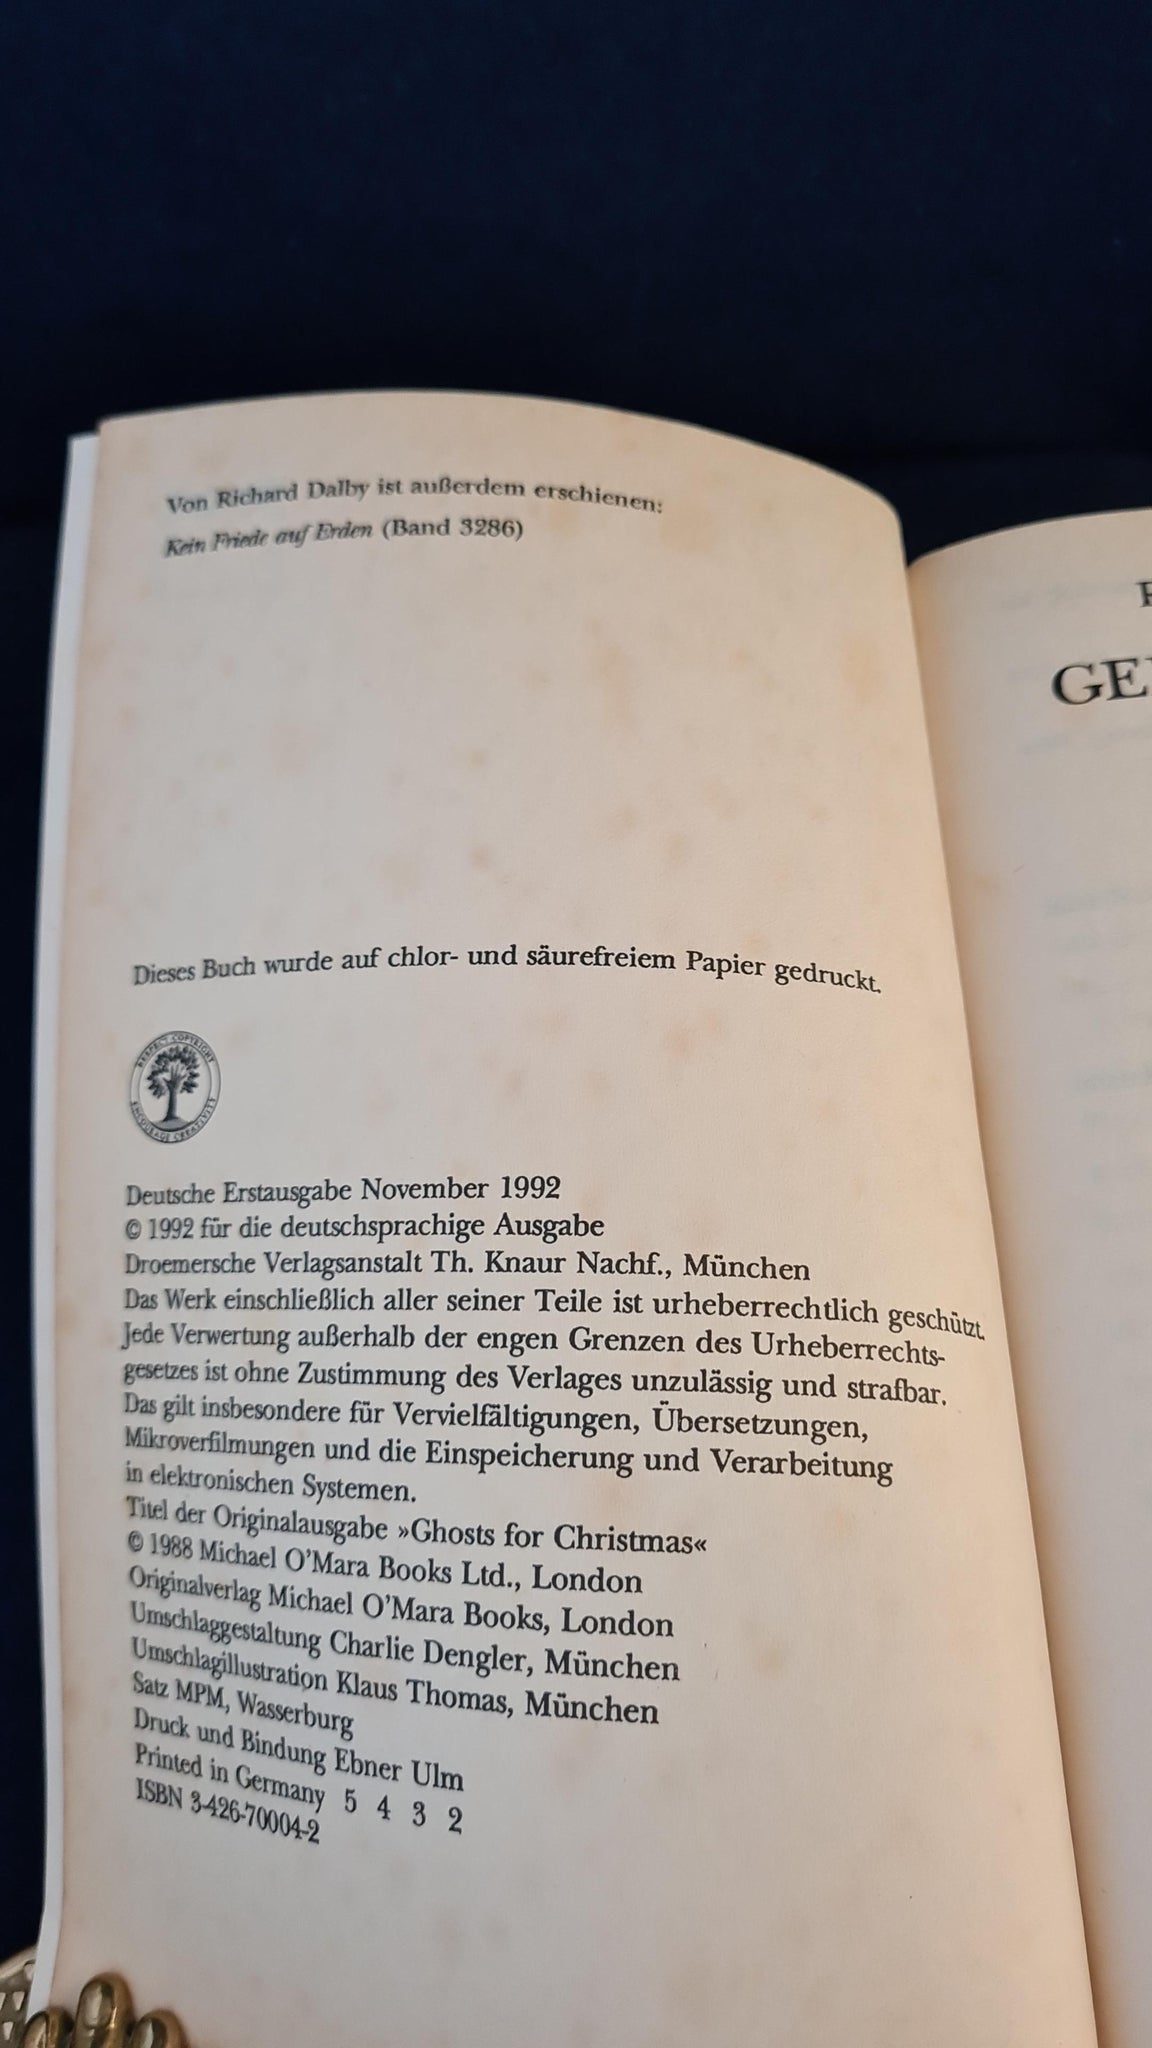 Von Richard Dalby ist außerdem erschienen:
Kein Friede auf Erden (Band 3286)
Dieses Buch wurde auf chlor- und säurefreiem Papier gedruckt.
RESPECT COPYRIGHT
ENCOURAGE CREATIVITY
Deutsche Erstausgabe November 1992
© 1992 für die deutschsprachige Ausgabe
Droemersche Verlagsanstalt Th. Knaur Nachf., München
Das Werk einschließlich aller seiner Teile ist urheberrechtlich geschützt.
Jede Verwertung außerhalb der engen Grenzen des Urheberrechts-
gesetzes ist ohne Zustimmung des Verlages unzulässig und strafbar.
Das gilt insbesondere für Vervielfältigungen, Übersetzungen,
Mikroverfilmungen und die Einspeicherung und Verarbeitung
in elektronischen Systemen.
Titel der Originalausgabe »Ghosts for Christmas«
© 1988 Michael O'Mara Books Ltd., London
Originalverlag Michael O'Mara Books, London
Umschlaggestaltung Charlie Dengler, München
Umschlagillustration Klaus Thomas, München
Satz MPM, Wasserburg
Druck und Bindung Ebner Ulm
Printed in Germany 5 4 3 2
ISBN 3-426-70004-2
GE